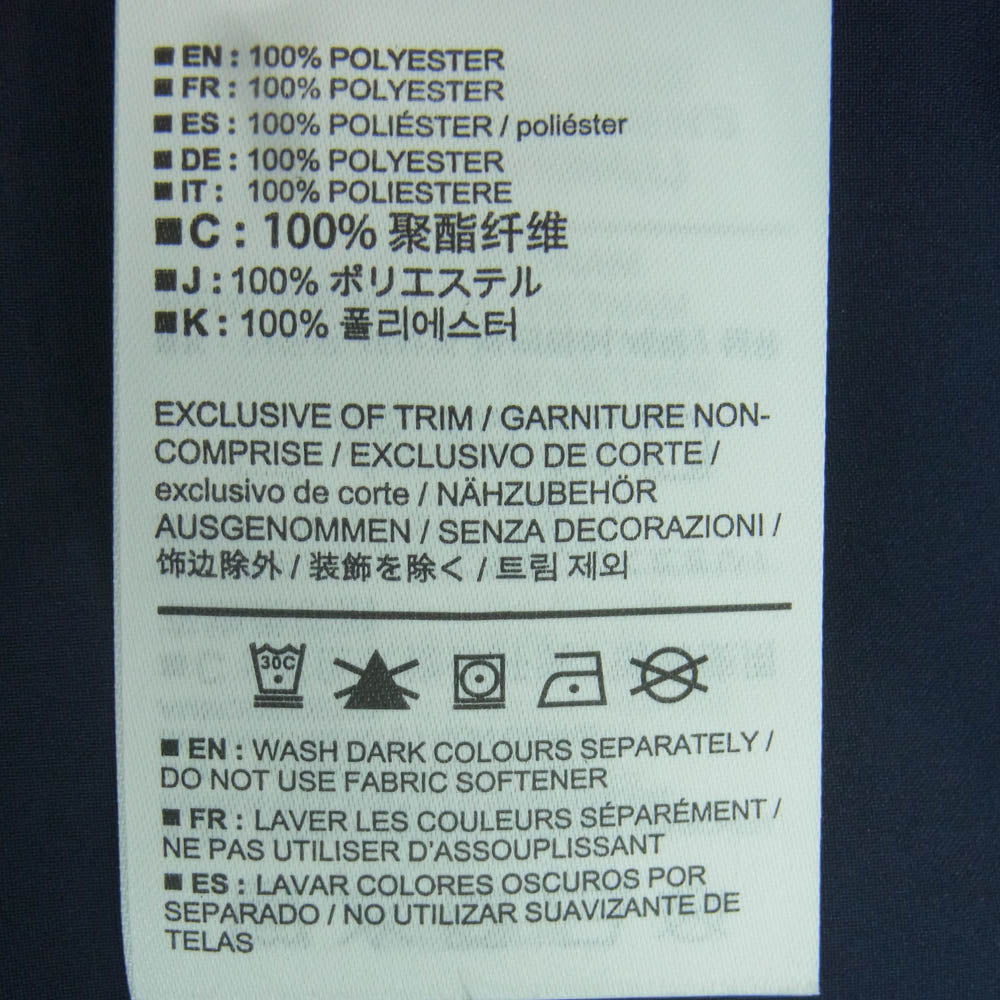 ■ EN : 100% POLYESTER
■ FR : 100% POLYESTER
■ ES : 100% POLIÉSTER / poliéster
■ DE : 100% POLYESTER
■ IT : 100% POLIESTERE
■ C : 100% 聚酯纤维
■ J : 100% ポリエステル
■ K : 100% 폴리에스터
EXCLUSIVE OF TRIM / GARNITURE NON-
COMPRISE / EXCLUSIVO DE CORTE /
exclusivo de corte / NÄHZUBEHÖR
AUSGENOMMEN / SENZA DECORAZIONI /
饰边除外 / 装飾を除く / 트림 제외
30C
■ EN : WASH DARK COLOURS SEPARATELY /
DO NOT USE FABRIC SOFTENER
■ FR : LAVER LES COULEURS SÉPARÉMENT /
NE PAS UTILISER D'ASSOUPLISSANT
■ ES : LAVAR COLORES OSCUROS POR
SEPARADO / NO UTILIZAR SUAVIZANTE DE
TELAS